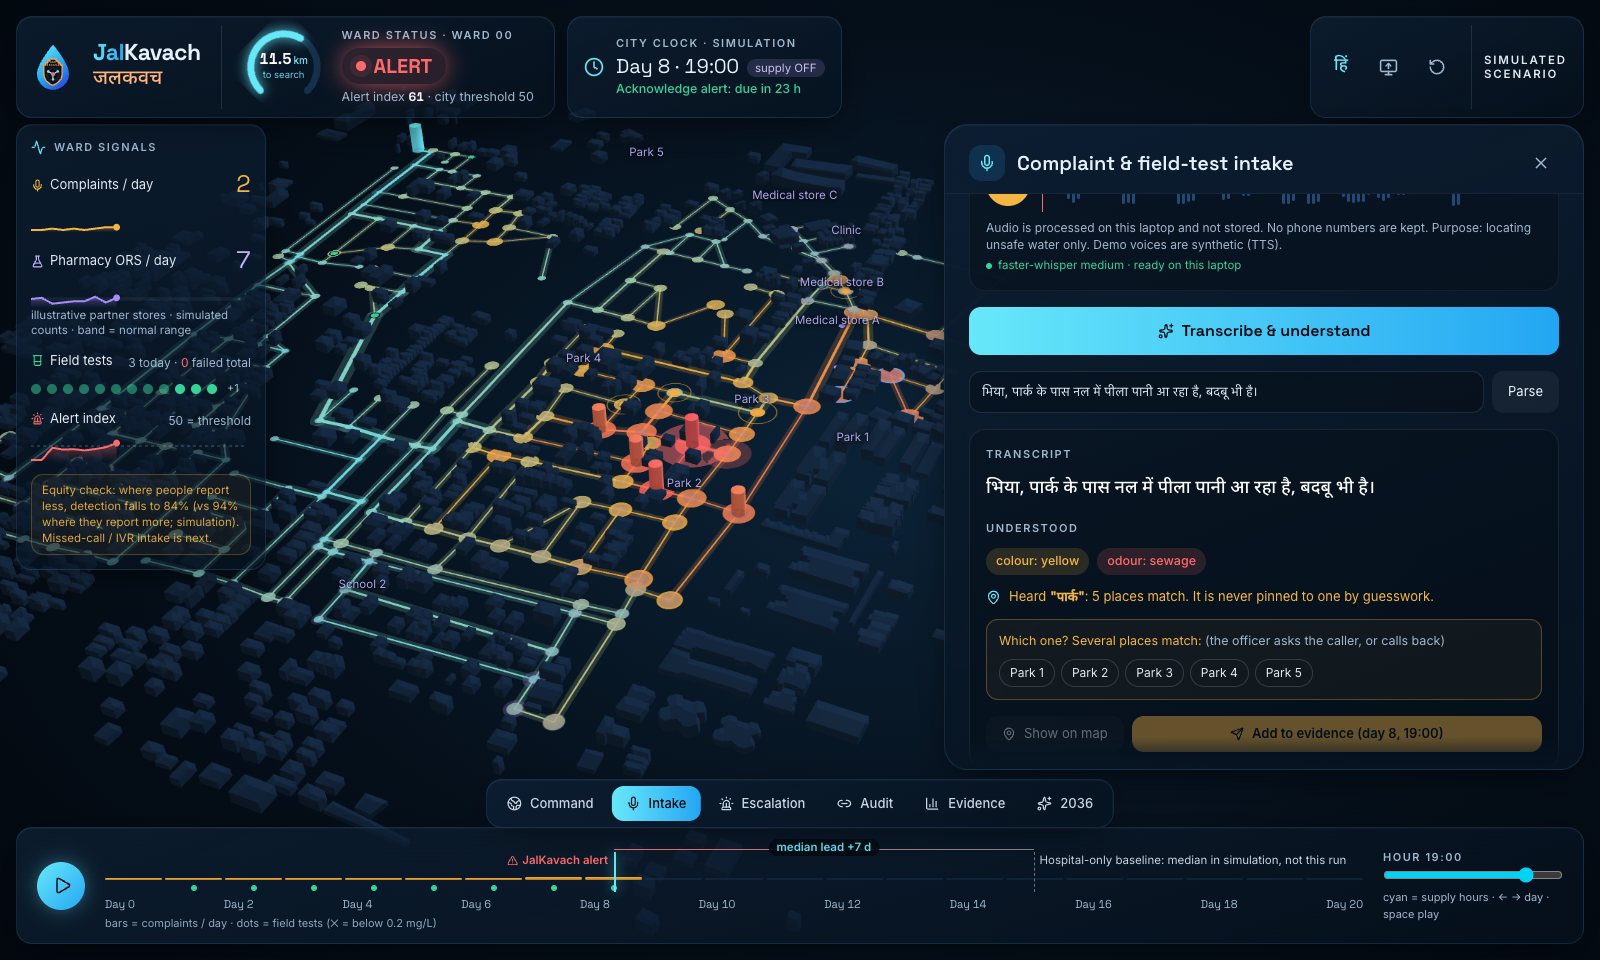 JalKavach
जलकवच
11.5 km
to search
WARD STATUS · WARD 00
ALERT
Alert index 61 · city threshold 50
CITY CLOCK · SIMULATION
Day 8 · 19:00 supply OFF
Acknowledge alert: due in 23 h
हिं
SIMULATED
SCENARIO
WARD SIGNALS
Complaints / day 2
Pharmacy ORS / day 7
illustrative partner stores · simulated
counts · band = normal range
Field tests 3 today · 0 failed total
+1
Alert index 50 = threshold
Equity check: where people report
less, detection falls to 84% (vs 94%
where they report more; simulation).
Missed-call / IVR intake is next.
Park 5
Medical store C
Clinic
Medical store B
Medical store A
Park 4
Park 3
Park 1
Park 2
School 2
Complaint & field-test intake
Audio is processed on this laptop and not stored. No phone numbers are kept. Purpose: locating
unsafe water only. Demo voices are synthetic (TTS).
faster-whisper medium · ready on this laptop
Transcribe & understand
भिया, पार्क के पास नल में पीला पानी आ रहा है, बदबू भी है।
Parse
TRANSCRIPT
भिया, पार्क के पास नल में पीला पानी आ रहा है, बदबू भी है।
UNDERSTOOD
colour: yellow odour: sewage
Heard "पार्क": 5 places match. It is never pinned to one by guesswork.
Which one? Several places match: (the officer asks the caller, or calls back)
Park 1 Park 2 Park 3 Park 4 Park 5
Show on map
Add to evidence (day 8, 19:00)
Command Intake Escalation Audit Evidence 2036
JalKavach alert
median lead +7 d
Hospital-only baseline: median in simulation, not this run
Day 0 Day 2 Day 4 Day 6 Day 8 Day 10 Day 12 Day 14 Day 16 Day 18 Day 20
bars = complaints / day · dots = field tests (✕ = below 0.2 mg/L)
HOUR 19:00
cyan = supply hours · ← → day ·
space play